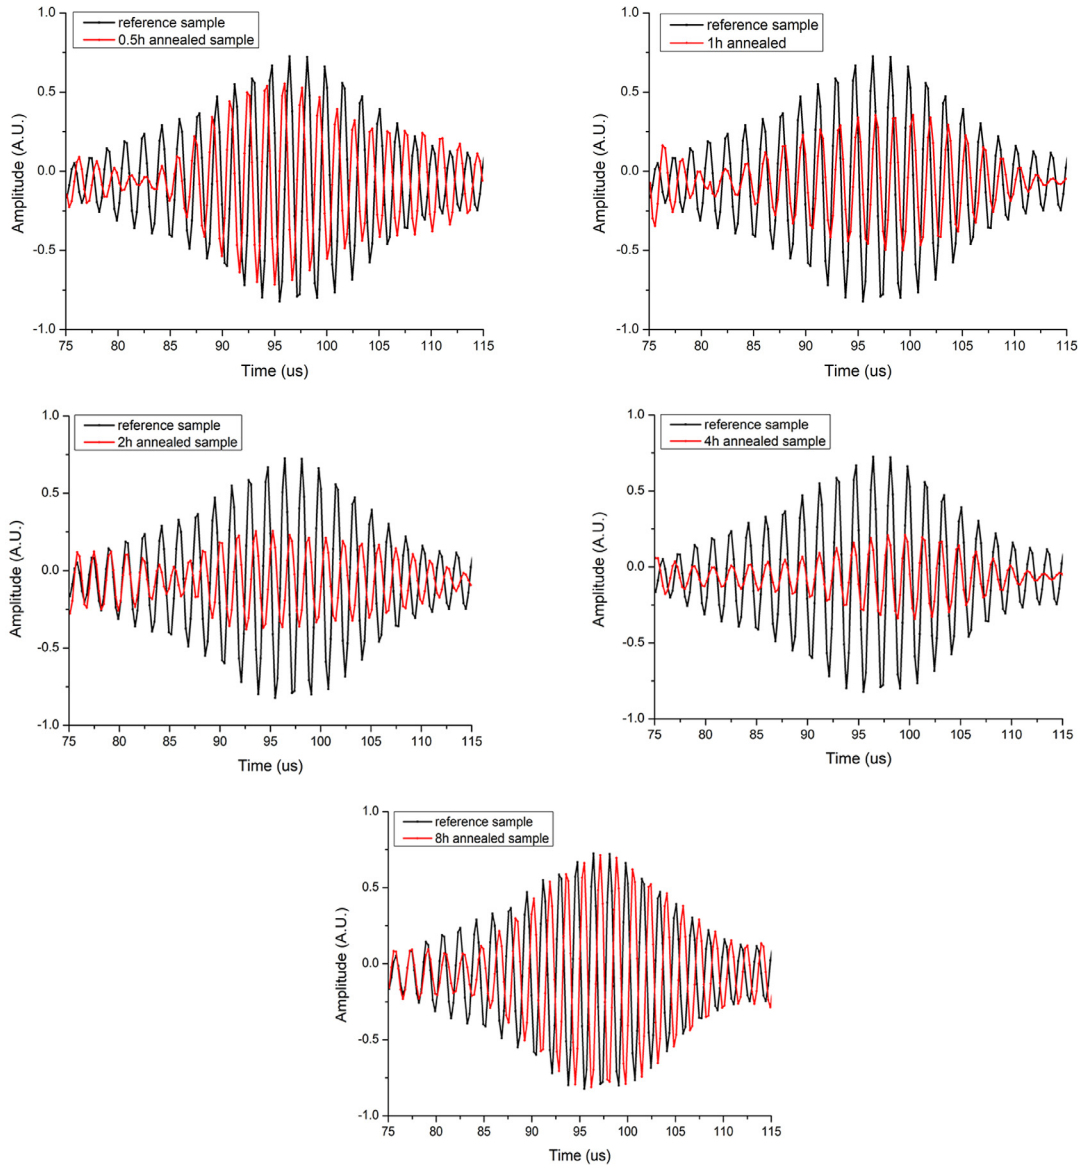 reference sample
0.5h annealed sample
1.0
0.5
0.0
-0.5
-1.0
Amplitude (A.U.)
75 80 85 90 95 100 105 110 115
Time (us)
reference sample
1h annealed
1.0
0.5
0.0
-0.5
-1.0
Amplitude (A.U.)
75 80 85 90 95 100 105 110 115
Time (us)
reference sample
2h annealed sample
1.0
0.5
0.0
-0.5
-1.0
Amplitude (A.U.)
75 80 85 90 95 100 105 110 115
Time (us)
reference sample
4h annealed sample
1.0
0.5
0.0
-0.5
-1.0
Amplitude (A.U.)
75 80 85 90 95 100 105 110 115
Time (us)
reference sample
8h annealed sample
1.0
0.5
0.0
-0.5
-1.0
Amplitude (A.U.)
75 80 85 90 95 100 105 110 115
Time (us)